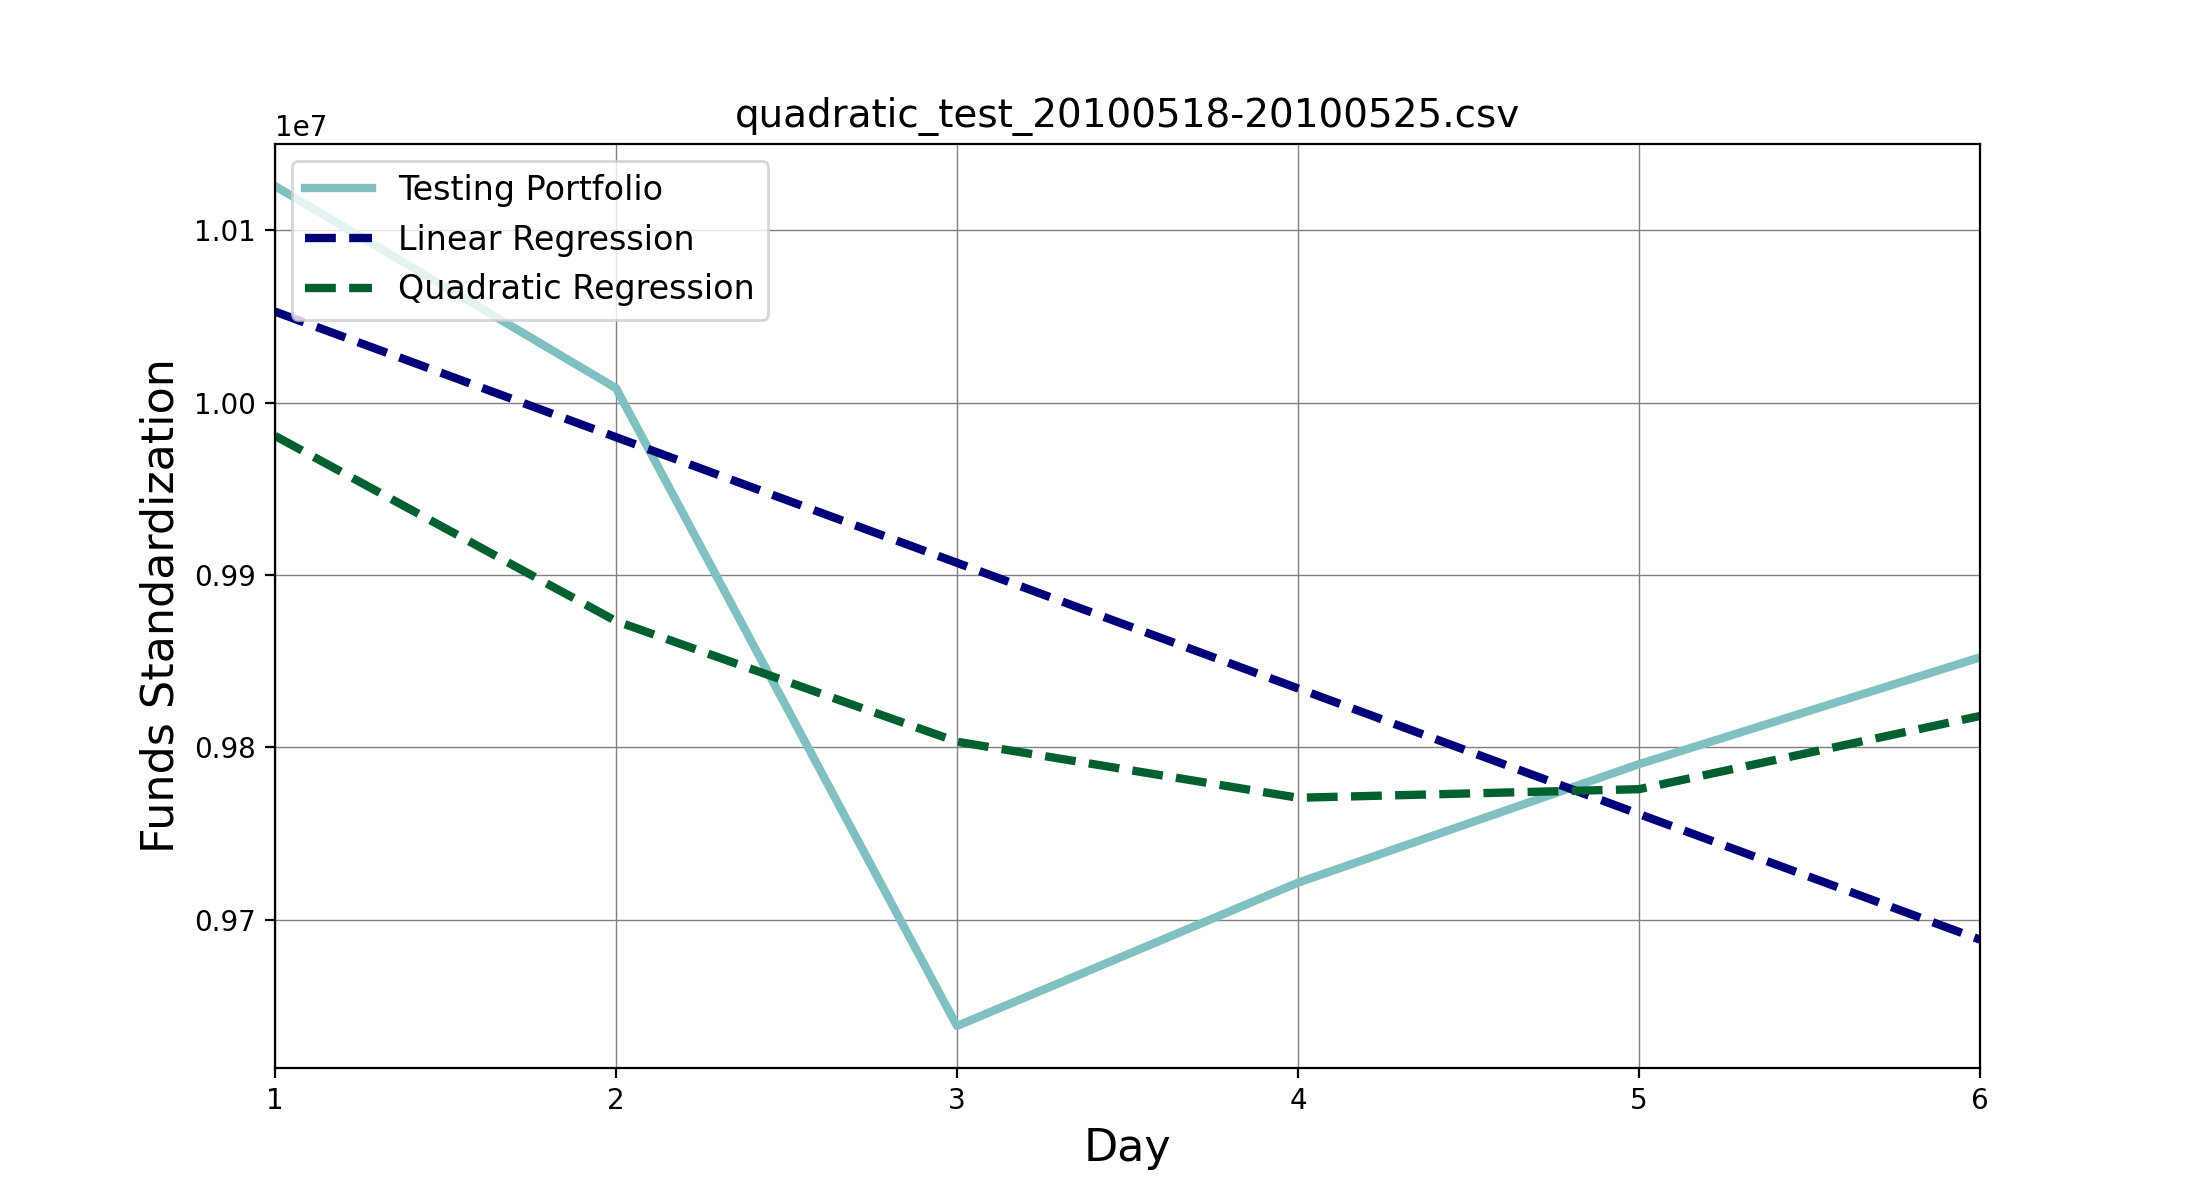 quadratic_test_20100518-20100525.csv
1e7
Testing Portfolio
Linear Regression
Quadratic Regression
1.01
1.00
0.99
0.98
0.97
Funds Standardization
1 2 3 4 5 6
Day